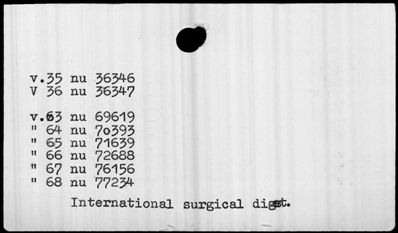 v.35 nu 36346
V 36 nu 36347
v.63 nu 69619
" 64 nu 70393
" 65 nu 71639
" 66 nu 72688
" 67 nu 76156
" 68 nu 77234
International surgical digest.